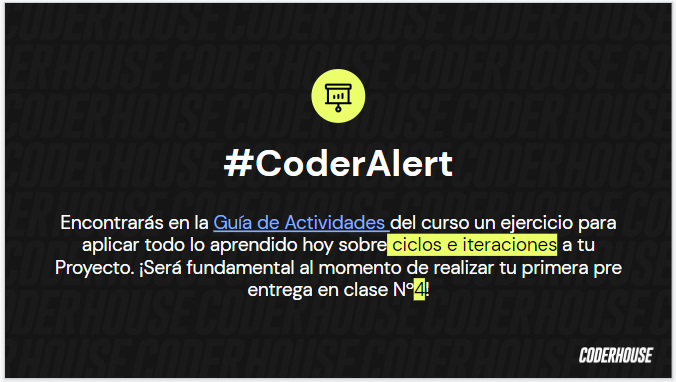 #CoderAlert
Encontrarás en la Guía de Actividades del curso un ejercicio para
aplicar todo lo aprendido hoy sobre ciclos e iteraciones a tu
Proyecto. ¡Será fundamental al momento de realizar tu primera pre
entrega en clase Nº4!
CODERHOUSE